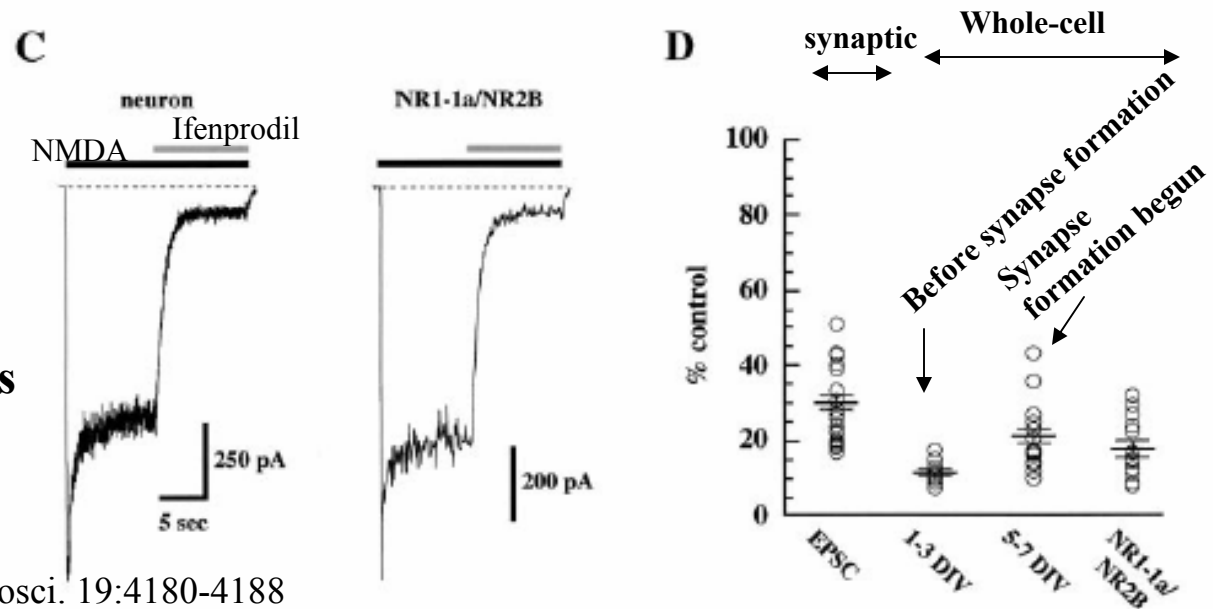 C
neuron
Ifenprodil
NMDA
250 pA
5 sec
NR1-1a/NR2B
200 pA
s
osci. 19:4180-4188
D
synaptic
Whole-cell
Before synapse formation
Synapse
formation begun
% control
100
80
60
40
20
0
EPSC
1-3 DIV
5-7 DIV
NR1-1a/
NR2B